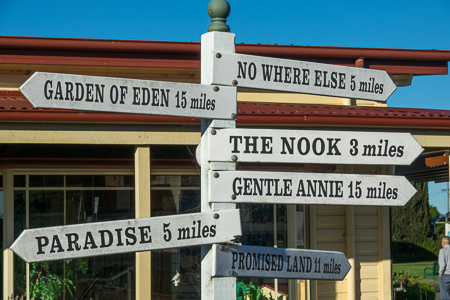 NO WHERE ELSE 5 miles
GARDEN OF EDEN 15 miles
THE NOOK 3 miles
GENTLE ANNIE 15 miles
PARADISE 5 miles
PROMISED LAND 11 miles